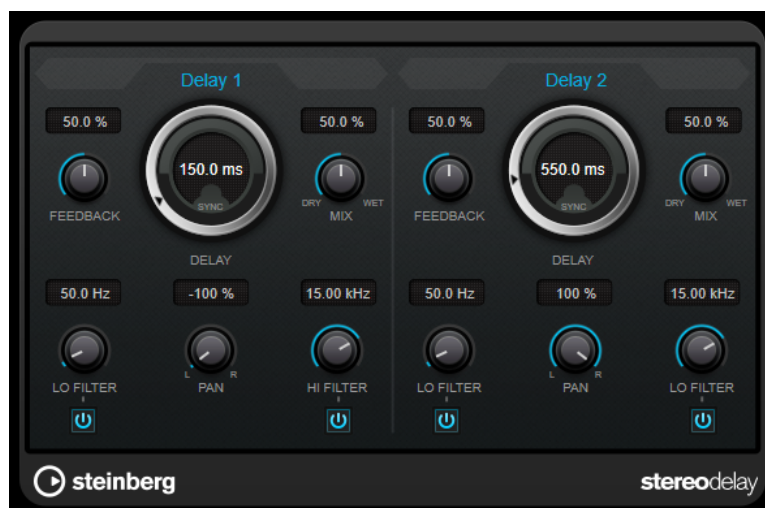 Delay 1
Delay 2
50.0 %
50.0 %
50.0 %
50.0 %
150.0 ms
550.0 ms
SYNC
SYNC
FEEDBACK
DRY
WET
MIX
FEEDBACK
DRY
WET
MIX
DELAY
DELAY
50.0 Hz
-100 %
15.00 kHz
50.0 Hz
100 %
15.00 kHz
L
R
L
R
LO FILTER
PAN
HI FILTER
LO FILTER
PAN
LO FILTER
steinberg
stereodelay